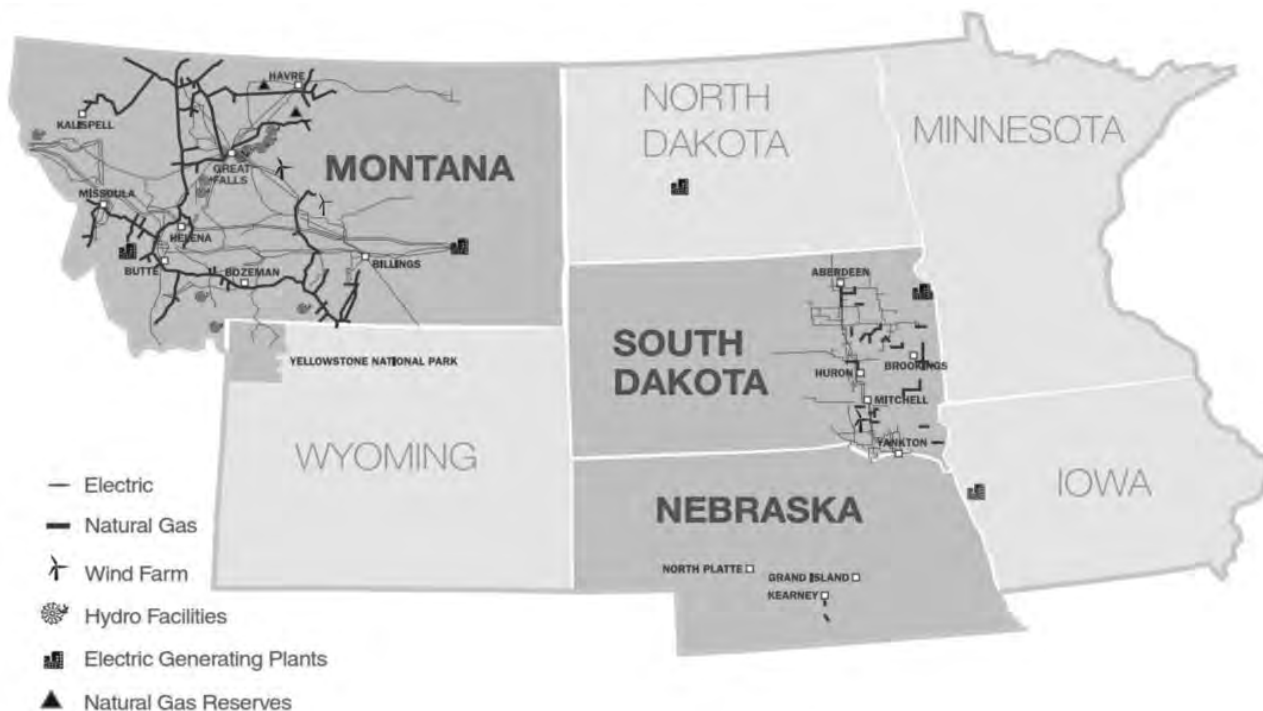 HAVRE
KALISPELL
GREAT
FALLS
MONTANA
MISSOULA
HELENA
BUTTE
BOZEMAN
BILLINGS
YELLOWSTONE NATIONAL PARK
NORTH
DAKOTA
MINNESOTA
ABERDEEN
SOUTH
DAKOTA
BROOKINGS
HURON
MITCHELL
YANKTON
WYOMING
NEBRASKA
IOWA
NORTH PLATTE
GRAND ISLAND
KEARNEY
Electric
Natural Gas
Wind Farm
Hydro Facilities
Electric Generating Plants
Natural Gas Reserves